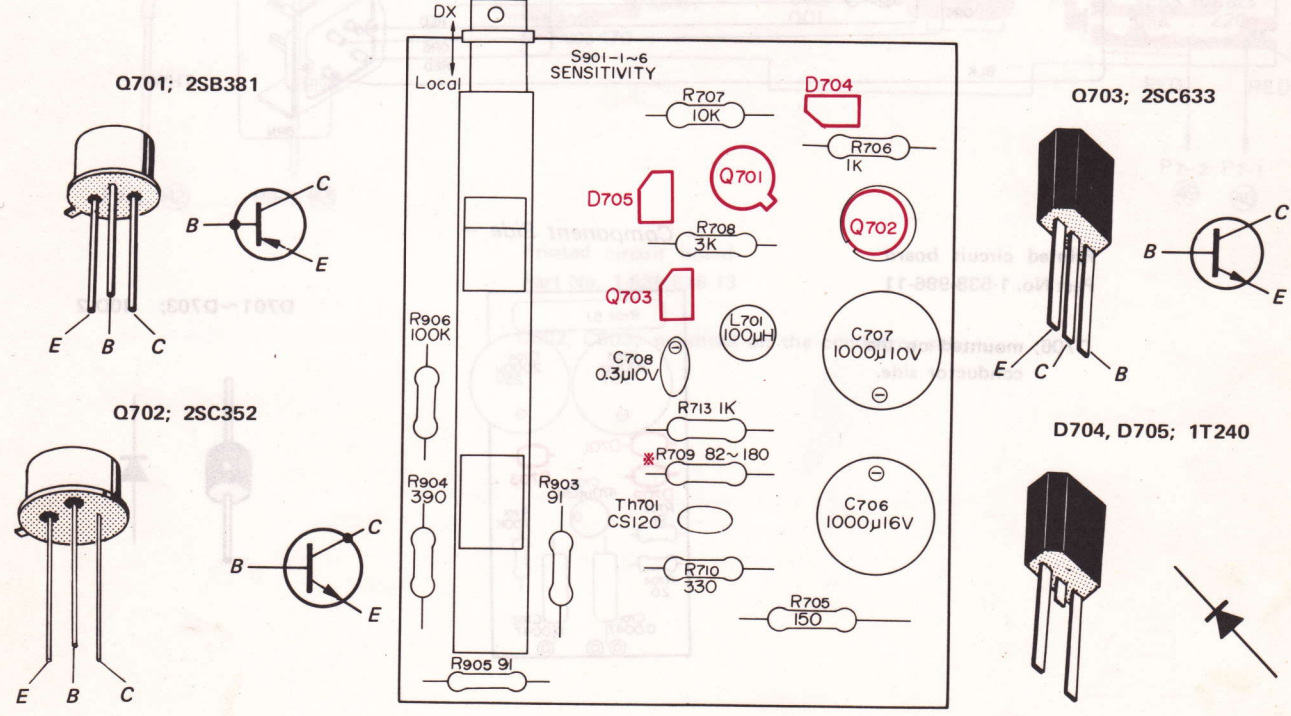 DX
Local
S901-1~6
SENSITIVITY
Q701; 2SB381
C
B
E
E B C
Q702; 2SC352
C
B
E
E B C
R707
10K
D704
R706
1K
Q701
D705
Q702
R708
3K
Q703
L701
100µH
C707
1000µ10V
⊖
R906
100K
C708
0.3µ10V
⊖
R713 1K
※R709 82~180
R904
390
R903
91
Th701
CS120
⊖
C706
1000µ16V
R710
330
R705
150
R905 91
Q703; 2SC633
C
B
E
E C B
D704, D705; 1T240